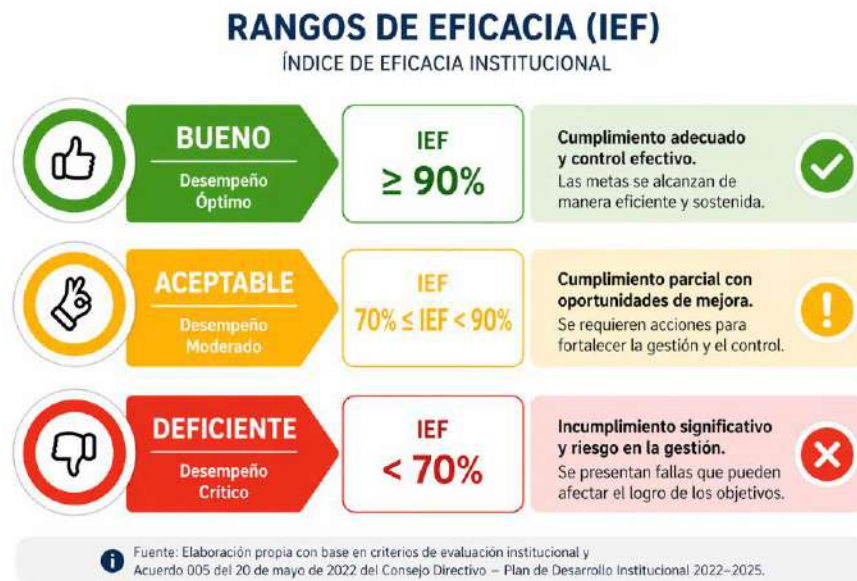 RANGOS DE EFICACIA (IEF)
ÍNDICE DE EFICACIA INSTITUCIONAL
BUENO
Desempeño
Óptimo
IEF
≥ 90%
Cumplimiento adecuado
y control efectivo.
Las metas se alcanzan de
manera eficiente y sostenida.
ACEPTABLE
Desempeño
Moderado
IEF
70% ≤ IEF < 90%
Cumplimiento parcial con
oportunidades de mejora.
Se requieren acciones para
fortalecer la gestión y el control.
DEFICIENTE
Desempeño
Crítico
IEF
< 70%
Incumplimiento significativo
y riesgo en la gestión.
Se presentan fallas que pueden
afectar el logro de los objetivos.
Fuente: Elaboración propia con base en criterios de evaluación institucional y
Acuerdo 005 del 20 de mayo de 2022 del Consejo Directivo – Plan de Desarrollo Institucional 2022–2025.